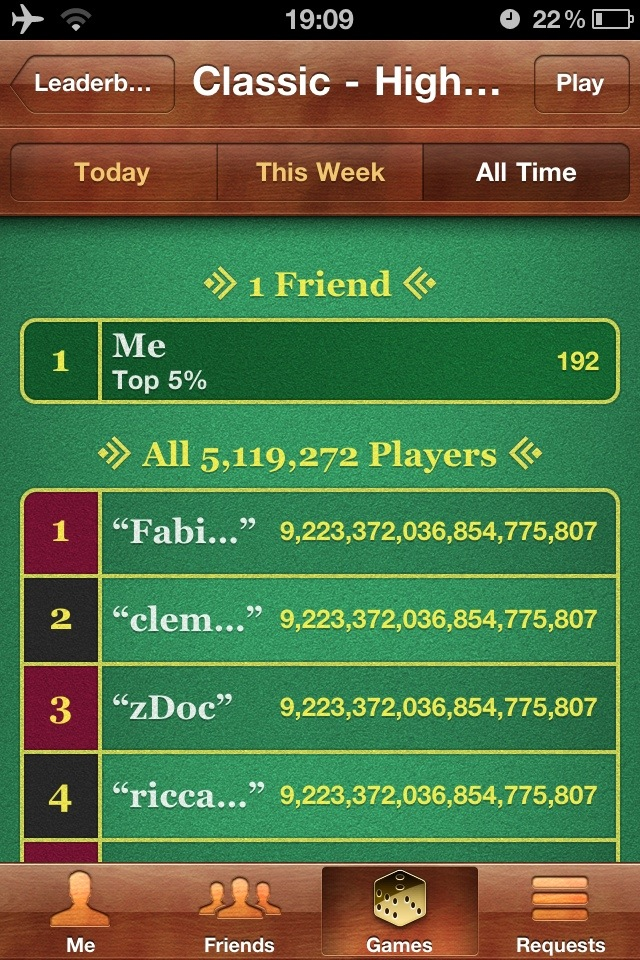 19:09 22%
Leaderb... Classic - High... Play
Today This Week All Time
1 Friend
1 Me 192
Top 5%
All 5,119,272 Players
1 “Fabi...” 9,223,372,036,854,775,807
2 “clem...” 9,223,372,036,854,775,807
3 “zDoc” 9,223,372,036,854,775,807
4 “ricca...” 9,223,372,036,854,775,807
Me Friends Games Requests